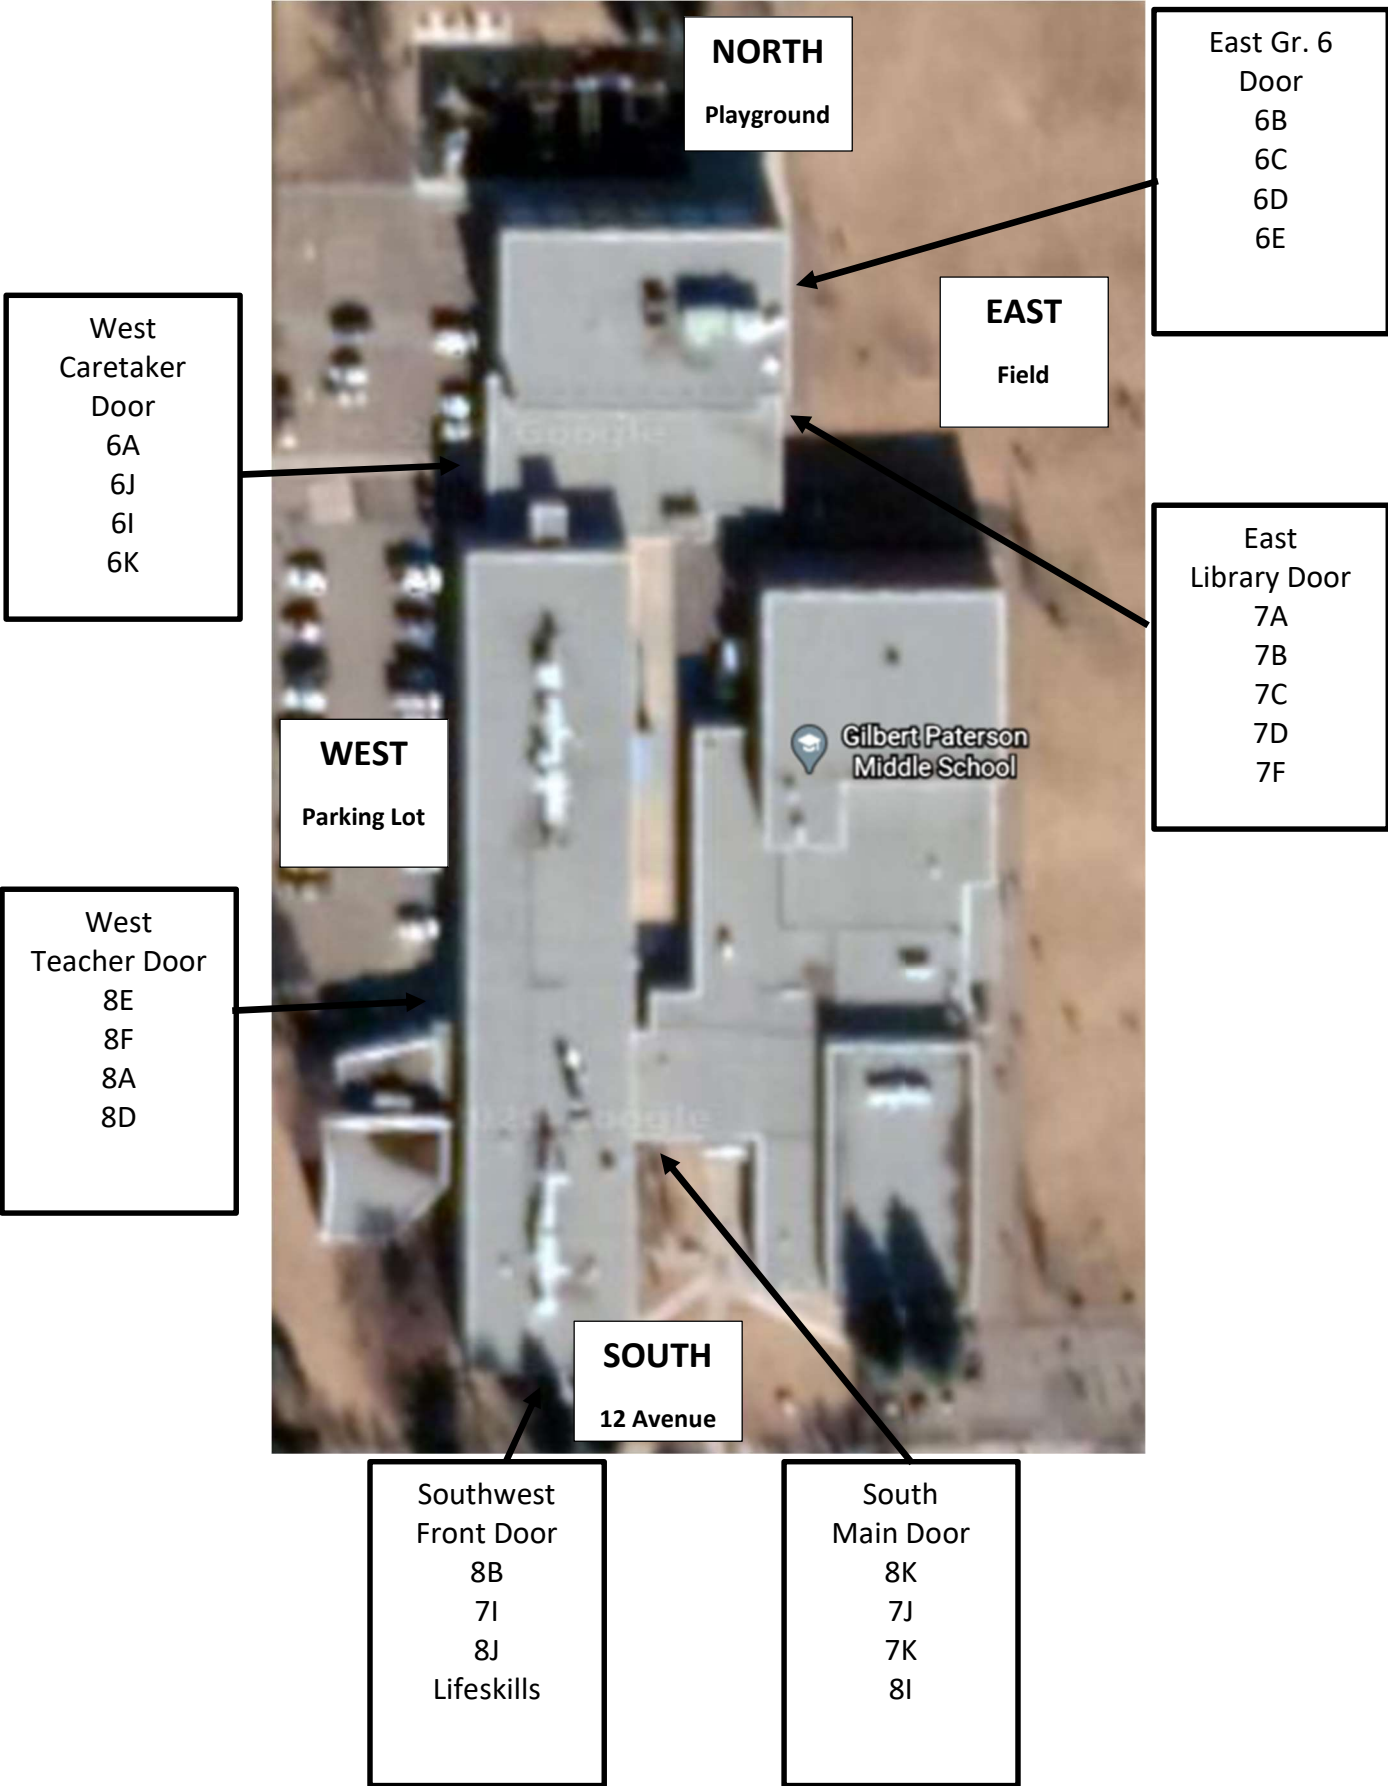 NORTH
Playground
East Gr. 6
Door
6B
6C
6D
6E
EAST
Field
West
Caretaker
Door
6A
6J
6I
6K
Google
East
Library Door
7A
7B
7C
7D
7F
WEST
Parking Lot
Gilbert Paterson
Middle School
West
Teacher Door
8E
8F
8A
8D
Google
SOUTH
12 Avenue
Southwest
Front Door
8B
7I
8J
Lifeskills
South
Main Door
8K
7J
7K
8I